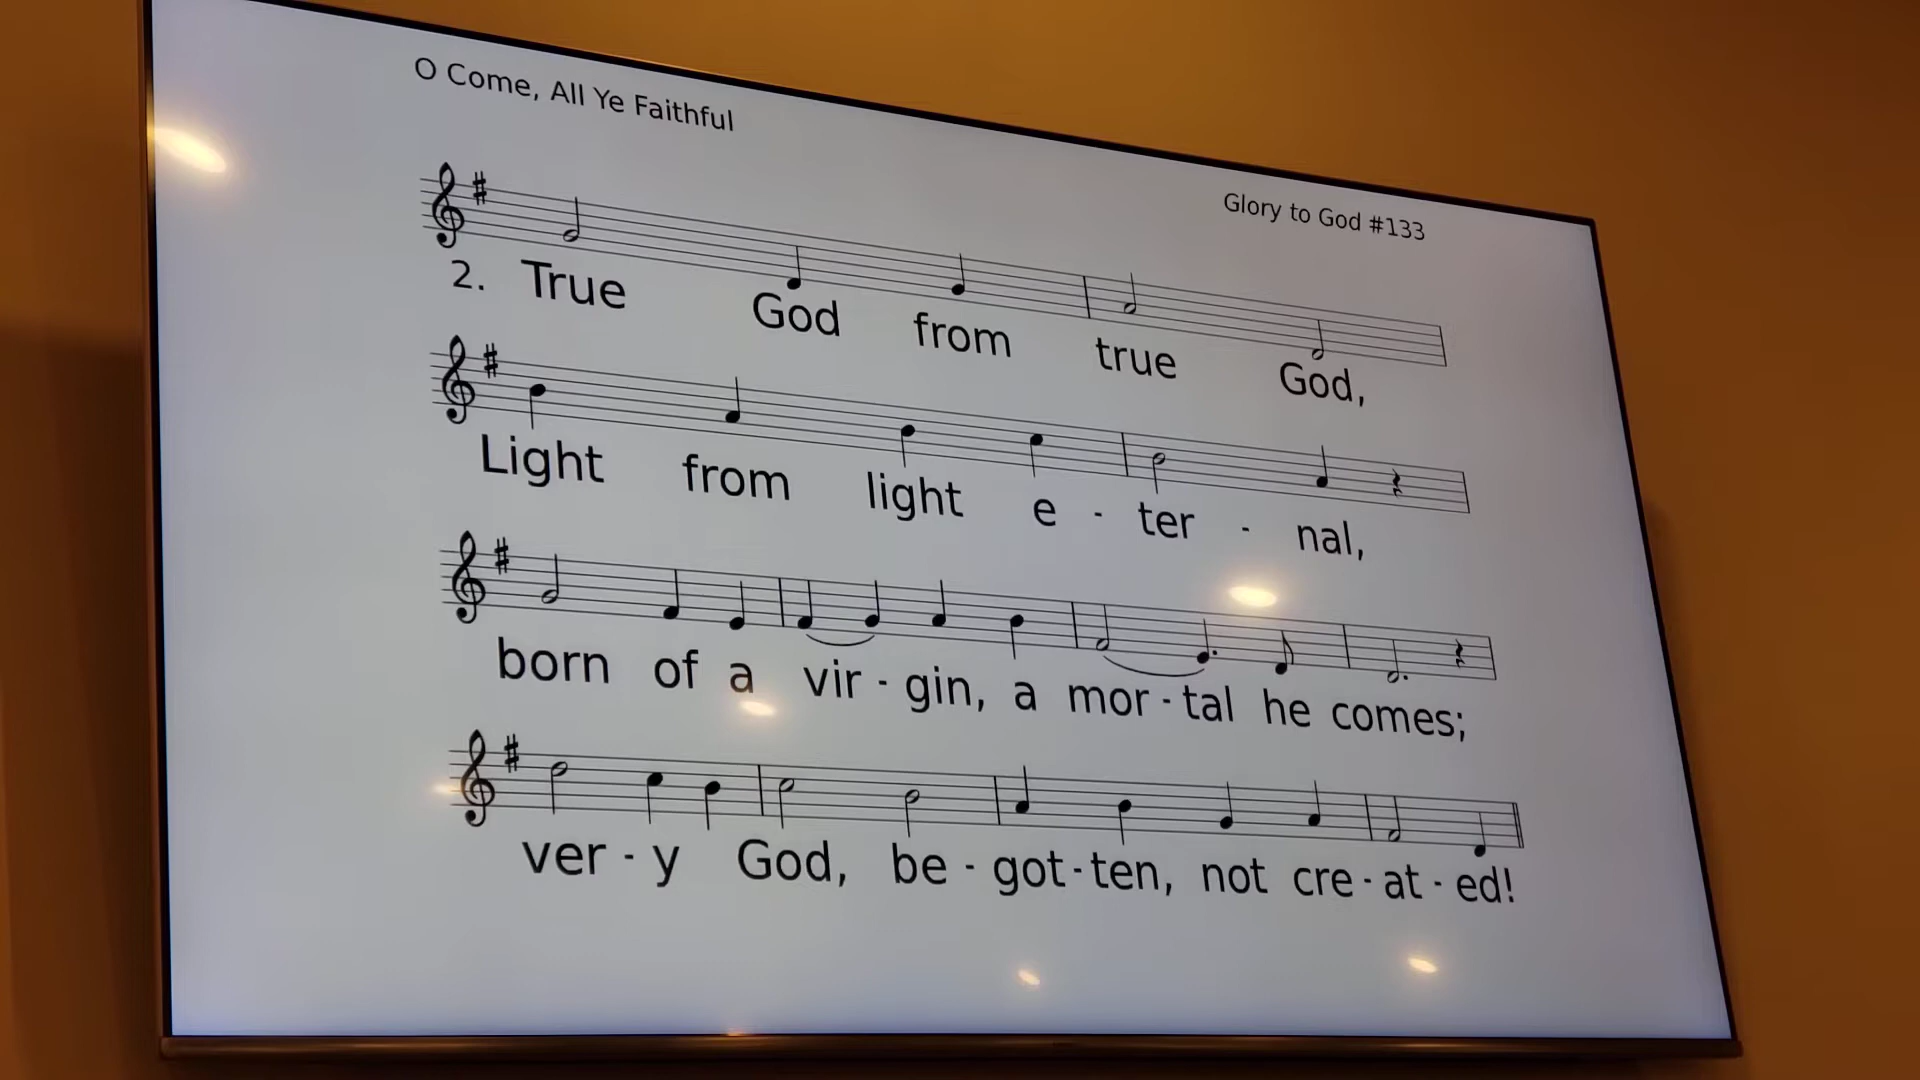 O Come, All Ye Faithful
Glory to God #133
2. True God from true God,
Light from light e - ter - nal,
born of a vir - gin, a mor - tal he comes;
ver - y God, be - got - ten, not cre - at - ed!